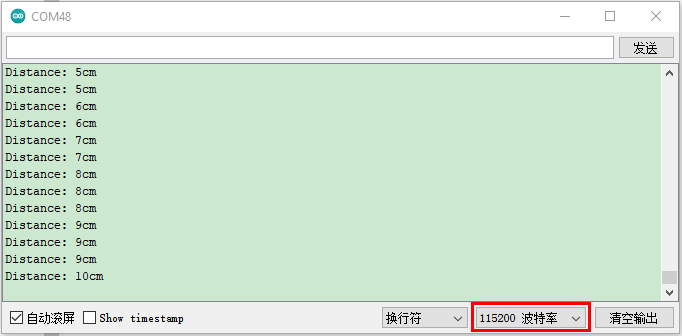 COM48
发送
Distance: 5cm
Distance: 5cm
Distance: 6cm
Distance: 6cm
Distance: 7cm
Distance: 7cm
Distance: 8cm
Distance: 8cm
Distance: 8cm
Distance: 9cm
Distance: 9cm
Distance: 9cm
Distance: 10cm
自动滚屏 Show timestamp 换行符 115200 波特率 清空输出